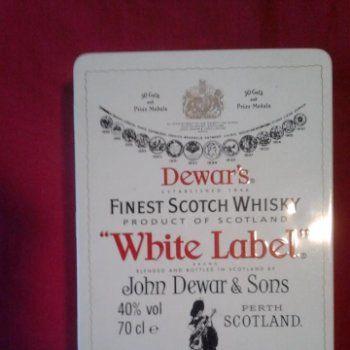 50 Gold and Prize Medals
50 Gold and Prize Medals
Dewar's
ESTABLISHED 1846
FINEST SCOTCH WHISKY
PRODUCT OF SCOTLAND
"White Label"
BRAND
BLENDED AND BOTTLED IN SCOTLAND BY
John Dewar & Sons
40% vol
70 cl e
PERTH
SCOTLAND.